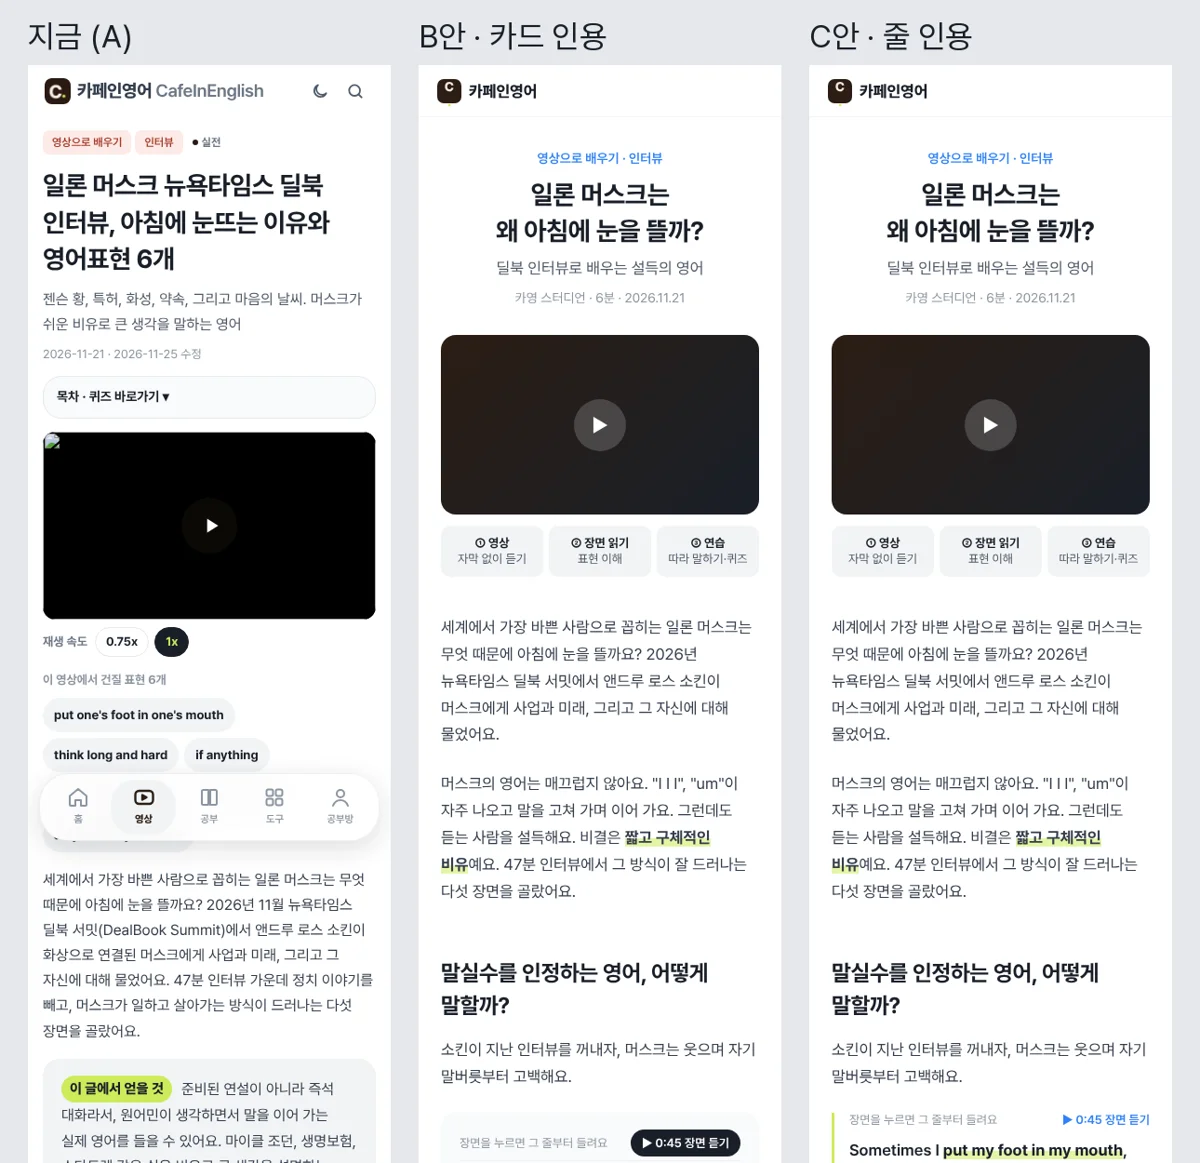 지금 (A)
C. 카페인영어 CafeInEnglish
영상으로 배우기 인터뷰 • 실전
일론 머스크 뉴욕타임스 딜북
인터뷰, 아침에 눈뜨는 이유와
영어표현 6개
젠슨 황, 특허, 화성, 약속, 그리고 마음의 날씨. 머스크가
쉬운 비유로 큰 생각을 말하는 영어
2026-11-21 · 2026-11-25 수정
목차 · 퀴즈 바로가기 ▾
재생 속도 0.75x 1x
이 영상에서 건질 표현 6개
put one's foot in one's mouth
think long and hard if anything
홈 영상 공부 도구 공부방
세계에서 가장 바쁜 사람으로 꼽히는 일론 머스크는 무엇
때문에 아침에 눈을 뜰까요? 2026년 11월 뉴욕타임스
딜북 서밋(DealBook Summit)에서 앤드루 로스 소킨이
화상으로 연결된 머스크에게 사업과 미래, 그리고 그
자신에 대해 물었어요. 47분 인터뷰 가운데 정치 이야기를
빼고, 머스크가 일하고 살아가는 방식이 드러나는 다섯
장면을 골랐어요.
이 글에서 얻을 것 준비된 연설이 아니라 즉석
대화라서, 원어민이 생각하면서 말을 이어 가는
실제 영어를 들을 수 있어요. 마이클 조던, 생명보험,
B안 · 카드 인용
C 카페인영어
영상으로 배우기 · 인터뷰
일론 머스크는
왜 아침에 눈을 뜰까?
딜북 인터뷰로 배우는 설득의 영어
카영 스터디언 · 6분 · 2026.11.21
① 영상
자막 없이 듣기
② 장면 읽기
표현 이해
③ 연습
따라 말하기·퀴즈
세계에서 가장 바쁜 사람으로 꼽히는 일론 머스크는
무엇 때문에 아침에 눈을 뜰까요? 2026년
뉴욕타임스 딜북 서밋에서 앤드루 로스 소킨이
머스크에게 사업과 미래, 그리고 그 자신에 대해
물었어요.
머스크의 영어는 매끄럽지 않아요. "I I I", "um"이
자주 나오고 말을 고쳐 가며 이어 가요. 그런데도
듣는 사람을 설득해요. 비결은 짧고 구체적인
비유예요. 47분 인터뷰에서 그 방식이 잘 드러나는
다섯 장면을 골랐어요.
말실수를 인정하는 영어, 어떻게
말할까?
소킨이 지난 인터뷰를 꺼내자, 머스크는 웃으며 자기
말버릇부터 고백해요.
장면을 누르면 그 줄부터 들려요 ▶ 0:45 장면 듣기
C안 · 줄 인용
C 카페인영어
영상으로 배우기 · 인터뷰
일론 머스크는
왜 아침에 눈을 뜰까?
딜북 인터뷰로 배우는 설득의 영어
카영 스터디언 · 6분 · 2026.11.21
① 영상
자막 없이 듣기
② 장면 읽기
표현 이해
③ 연습
따라 말하기·퀴즈
세계에서 가장 바쁜 사람으로 꼽히는 일론 머스크는
무엇 때문에 아침에 눈을 뜰까요? 2026년
뉴욕타임스 딜북 서밋에서 앤드루 로스 소킨이
머스크에게 사업과 미래, 그리고 그 자신에 대해
물었어요.
머스크의 영어는 매끄럽지 않아요. "I I I", "um"이
자주 나오고 말을 고쳐 가며 이어 가요. 그런데도
듣는 사람을 설득해요. 비결은 짧고 구체적인
비유예요. 47분 인터뷰에서 그 방식이 잘 드러나는
다섯 장면을 골랐어요.
말실수를 인정하는 영어, 어떻게
말할까?
소킨이 지난 인터뷰를 꺼내자, 머스크는 웃으며 자기
말버릇부터 고백해요.
장면을 누르면 그 줄부터 들려요 ▶ 0:45 장면 듣기
Sometimes I put my foot in my mouth,